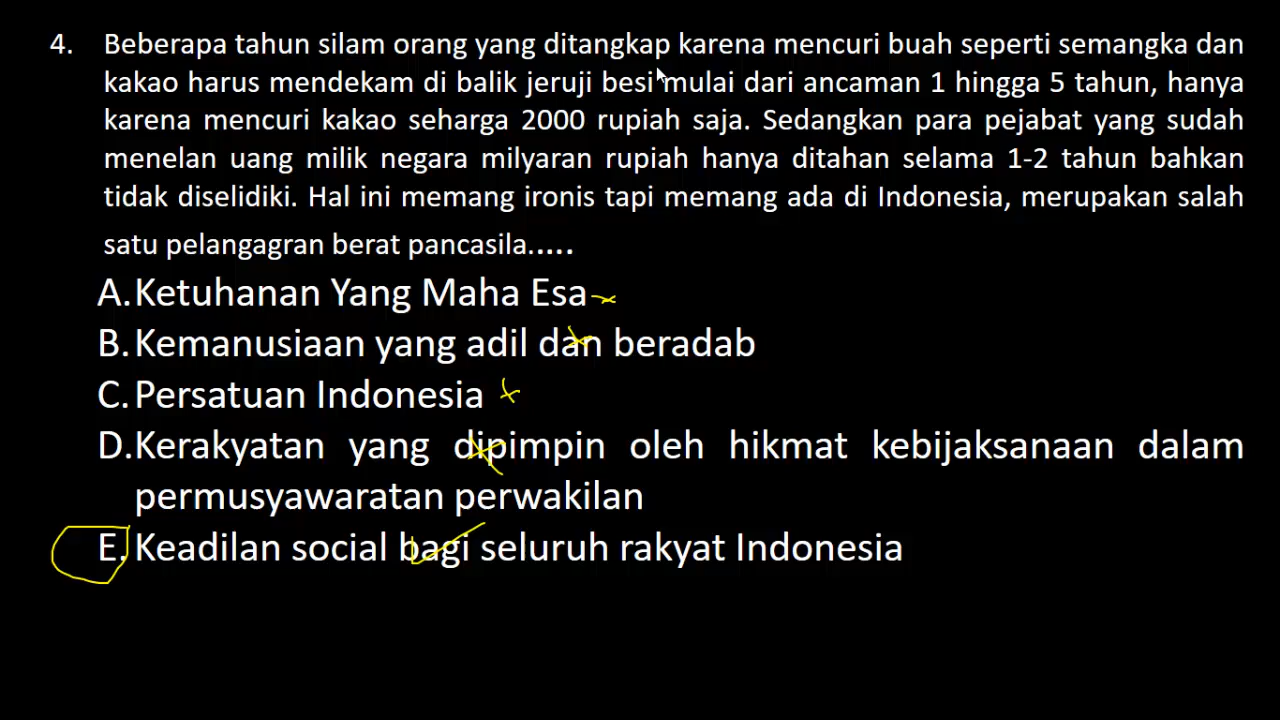 4. Beberapa tahun silam orang yang ditangkap karena mencuri buah seperti semangka dan
kakao harus mendekam di balik jeruji besi mulai dari ancaman 1 hingga 5 tahun, hanya
karena mencuri kakao seharga 2000 rupiah saja. Sedangkan para pejabat yang sudah
menelan uang milik negara milyaran rupiah hanya ditahan selama 1-2 tahun bahkan
tidak diselidiki. Hal ini memang ironis tapi memang ada di Indonesia, merupakan salah
satu pelangagran berat pancasila.....
A. Ketuhanan Yang Maha Esa
B. Kemanusiaan yang adil dan beradab
C. Persatuan Indonesia
D. Kerakyatan yang dipimpin oleh hikmat kebijaksanaan dalam
permusyawaratan perwakilan
E. Keadilan social bagi seluruh rakyat Indonesia